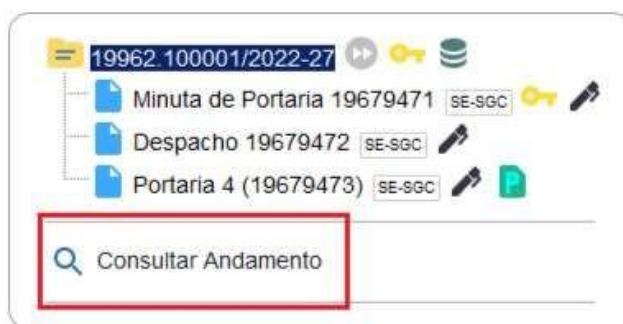 19962.100001/2022-27
Minuta de Portaria 19679471 SE-SGC
Despacho 19679472 SE-SGC
Portaria 4 (19679473) SE-SGC P
Consultar Andamento